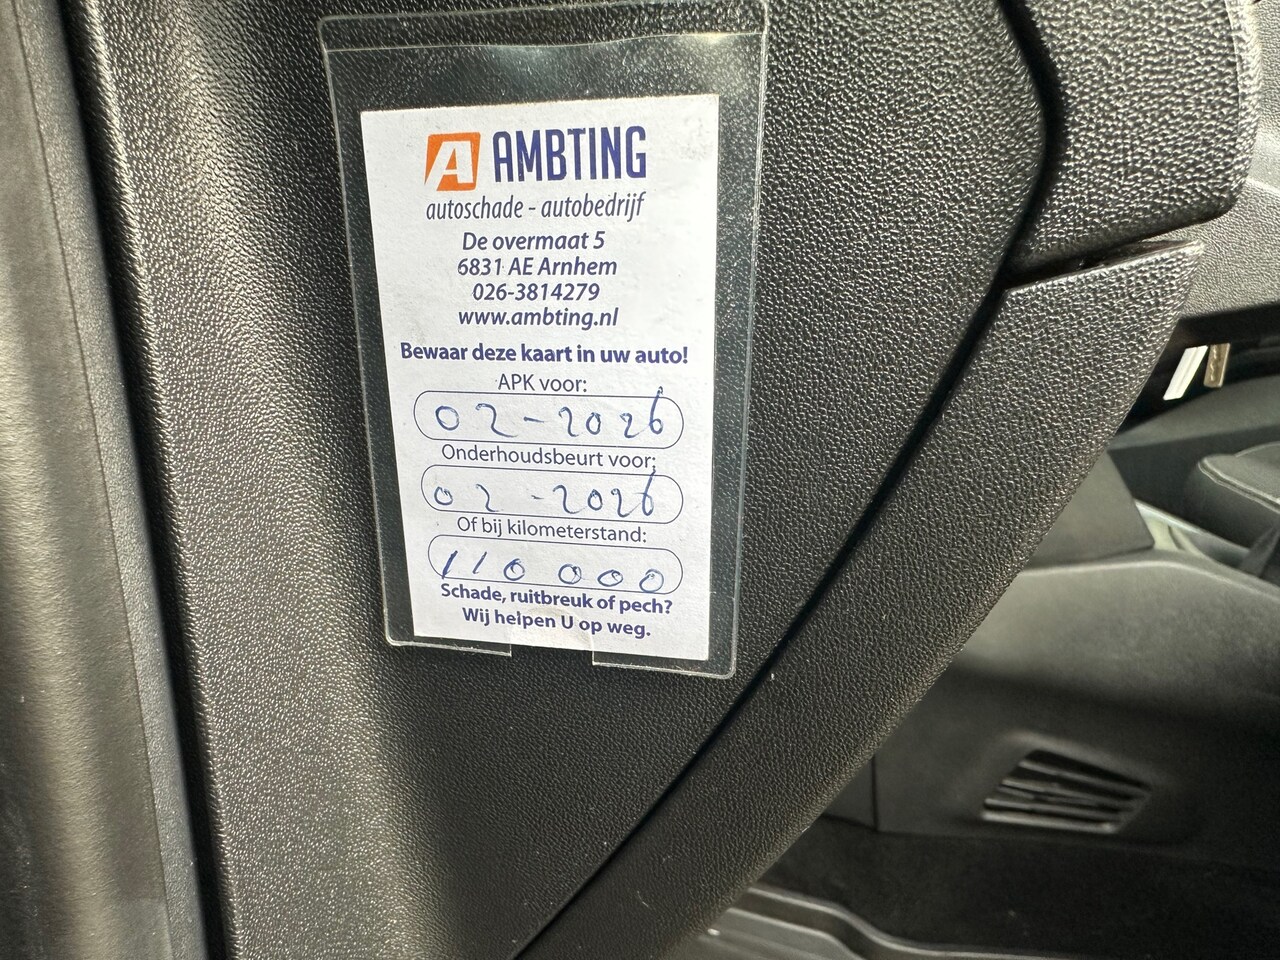 A AMBTING
autoschade - autobedrijf
De overmaat 5
6831 AE Arnhem
026-3814279
www.ambting.nl
Bewaar deze kaart in uw auto!
APK voor:
02-2026
Onderhoudsbeurt voor:
02-2026
Of bij kilometerstand:
110 000
Schade, ruitbreuk of pech?
Wij helpen U op weg.